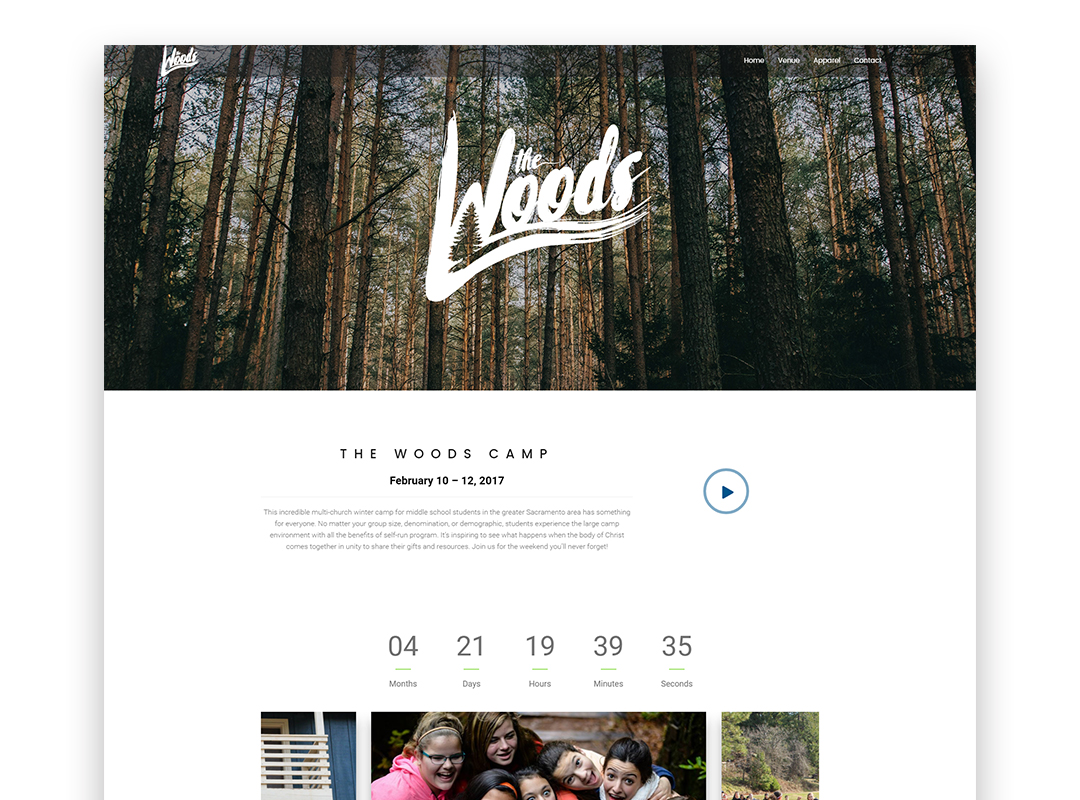 Woods
Home Venue Apparel Contact
the
Woods
THE WOODS CAMP
February 10 – 12, 2017
This incredible multi-church winter camp for middle school students in the greater Sacramento area has something
for everyone. No matter your group size, denomination, or demographic, students experience the large camp
environment with all the benefits of self-run program. It's inspiring to see what happens when the body of Christ
comes together in unity to share their gifts and resources. Join us for the weekend you'll never forget!
04 21 19 39 35
Months Days Hours Minutes Seconds